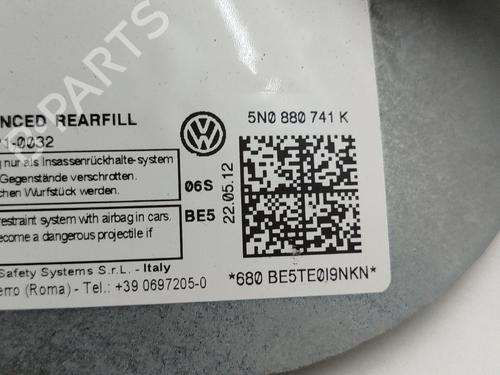 NCED REARFILL
1-0032
g nur als Insassenrückhalte-system
Gegenstände verschrotten.
chen Wurfstück werden.
restraint system with airbag in cars.
ecome a dangerous projectile if
Safety Systems S.r.L. - Italy
erro (Roma) - Tel.: +39 0697205-0
06S
BE5
22.05.12
5N0 880 741 K
*680 BE5TE0I9NKN*
PARTS